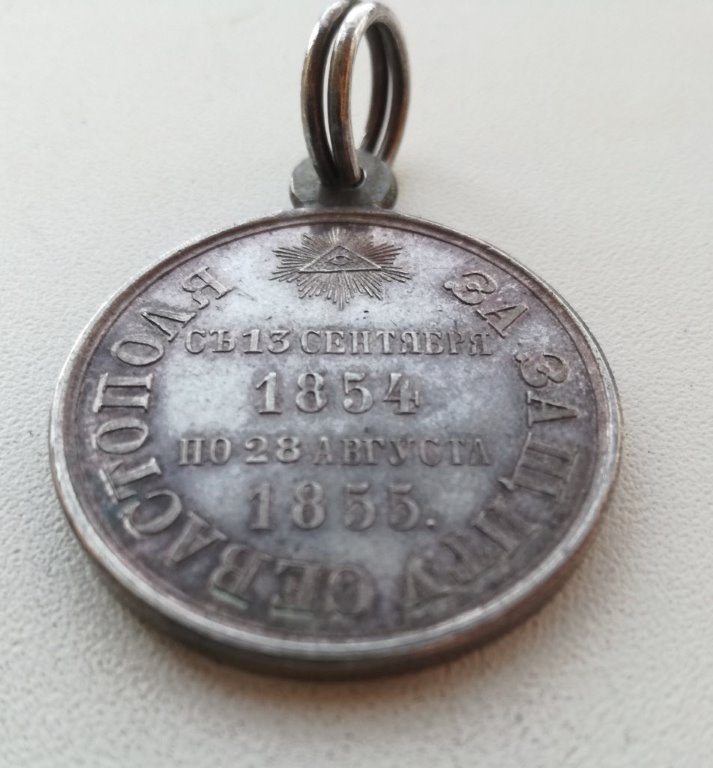 ЗА ЗАЩИТУ СЕВАСТОПОЛЯ
СЪ 13 СЕНТЯБРЯ
1854
ПО 28 АВГУСТА
1855.